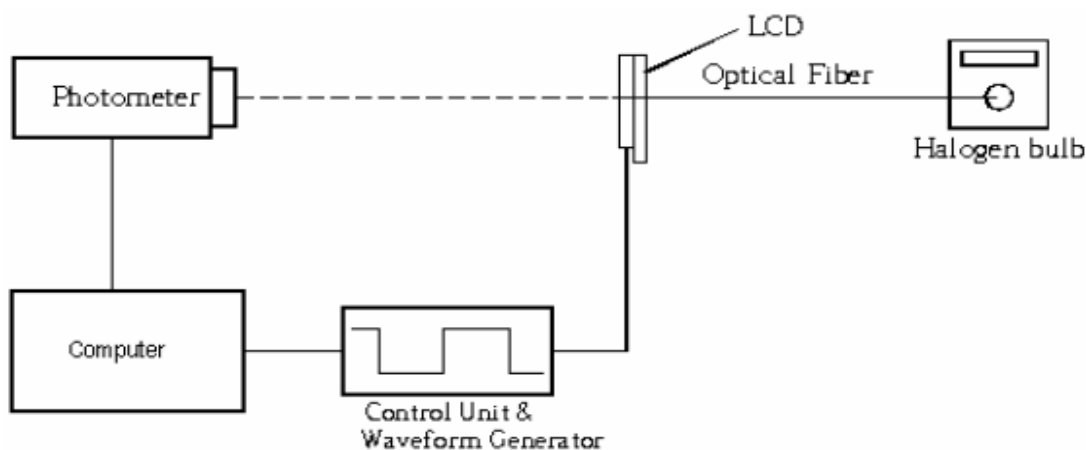 LCD
Photometer
Optical Fiber
Halogen bulb
Computer
Control Unit &
Waveform Generator